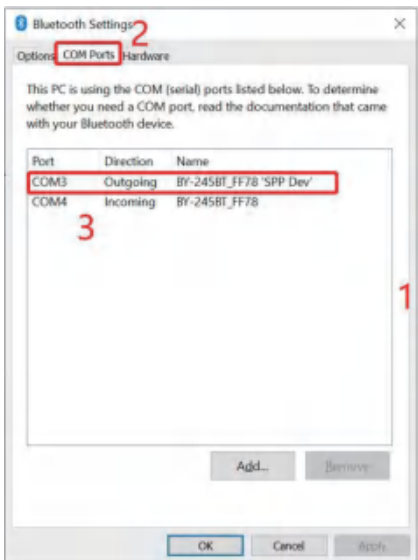 Bluetooth Settings
2
Options COM Ports Hardware
This PC is using the COM (serial) ports listed below. To determine
whether you need a COM port, read the documentation that came
with your Bluetooth device.
Port Direction Name
COM3 Outgoing BY-245BT_FF78 'SPP Dev'
COM4 Incoming BY-245BT_FF78
3
1
Add... Remove
OK Cancel Apply